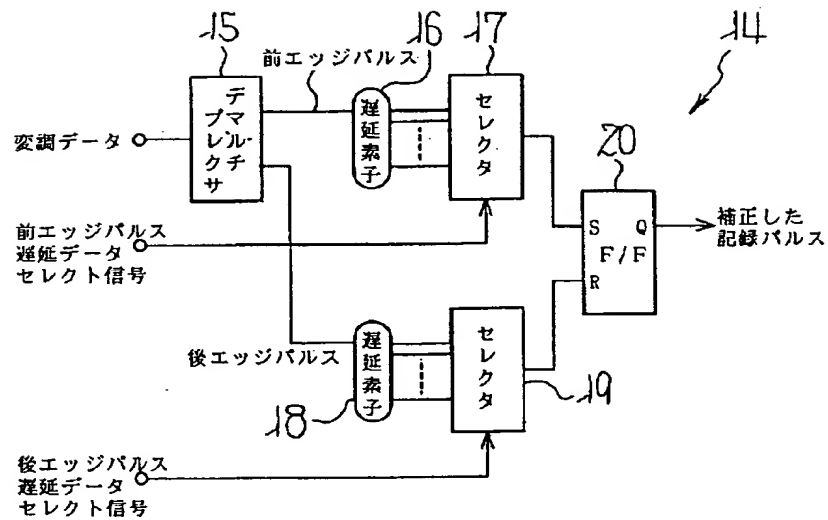 15
16
17
14
前エッジパルス
デマルチ
プレクサ
遅延素子
セレクタ
変調データ
20
前エッジパルス
遅延データ
セレクト信号
S Q
F/F
R
補正した
記録パルス
後エッジパルス
遅延素子
セレクタ
18
19
後エッジパルス
遅延データ
セレクト信号